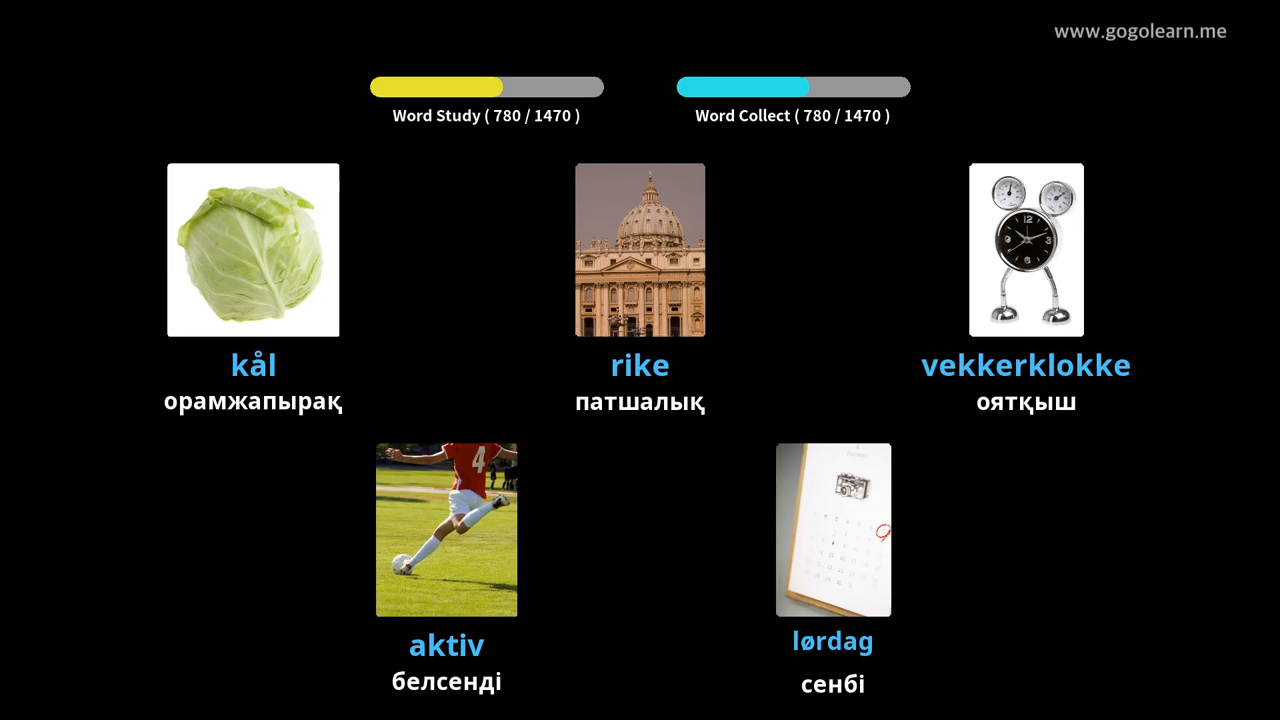 www.gogolearn.me
Word Study ( 780 / 1470 )
Word Collect ( 780 / 1470 )
kål
орамжапырақ
rike
патшалық
vekkerklokke
оятқыш
4
aktiv
белсенді
lørdag
сенбі